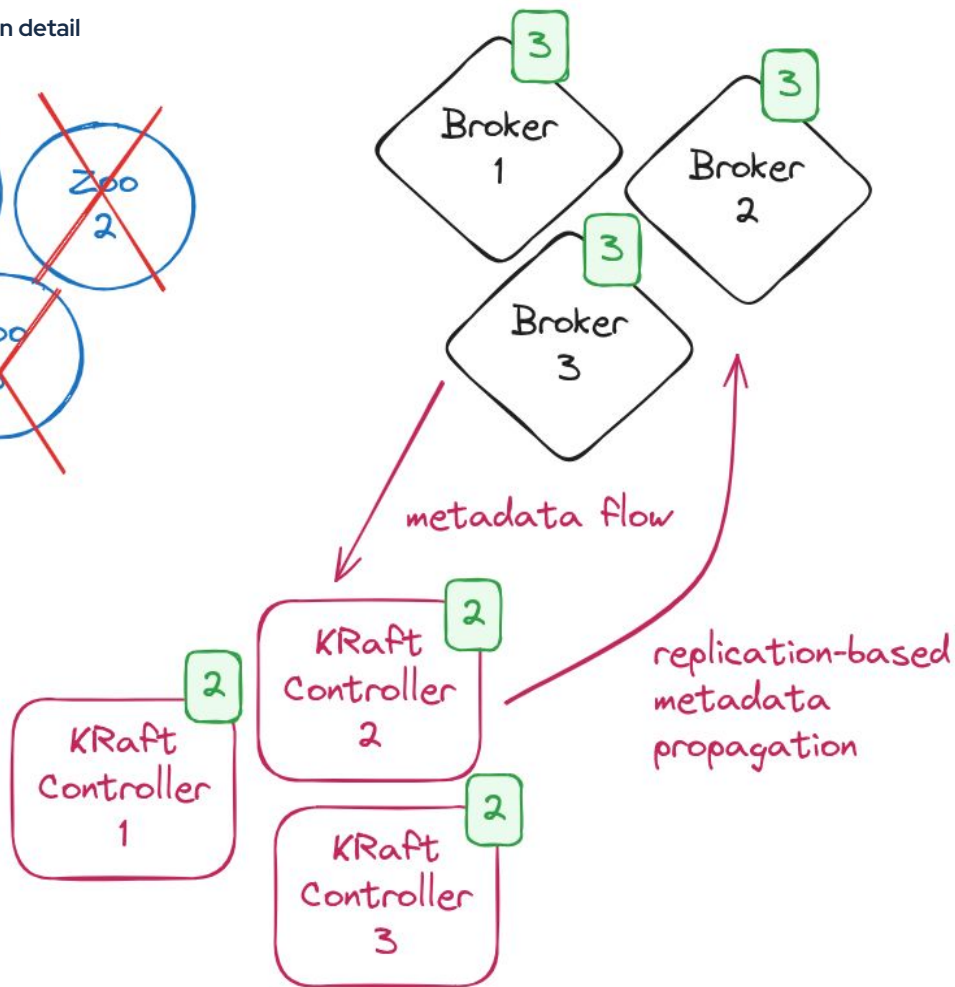 n detail
3
Broker
1
3
Broker
2
3
Broker
3
Zoo
2
oo
metadata flow
2
KRaft
Controller
2
replication-based
metadata
propagation
2
KRaft
Controller
1
2
KRaft
Controller
3